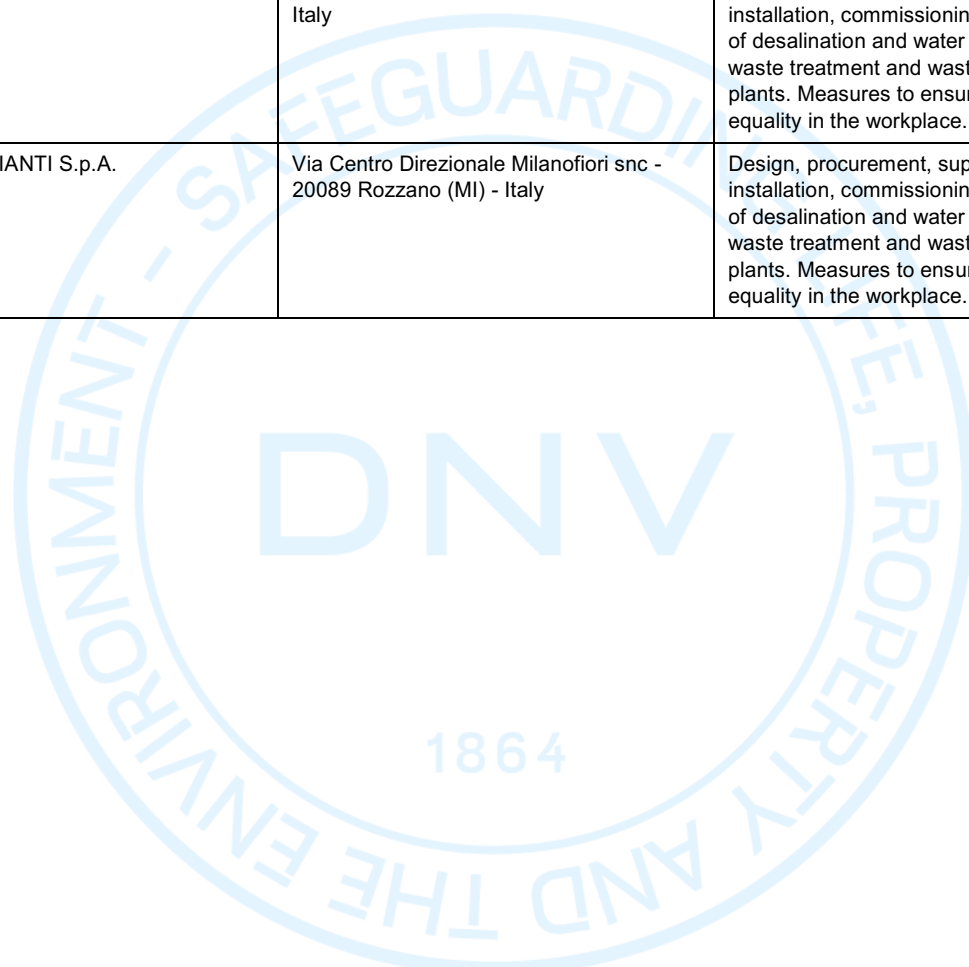 Italy
installation, commissionin
of desalination and water
waste treatment and wast
plants. Measures to ensur
equality in the workplace.
IANTI S.p.A.
Via Centro Direzionale Milanofiori snc -
20089 Rozzano (MI) - Italy
Design, procurement, sup
installation, commissionin
of desalination and water
waste treatment and wast
plants. Measures to ensur
equality in the workplace.
SAFEGUARDING LIFE, PROPERTY AND THE ENVIRONMENT -
DNV
1864